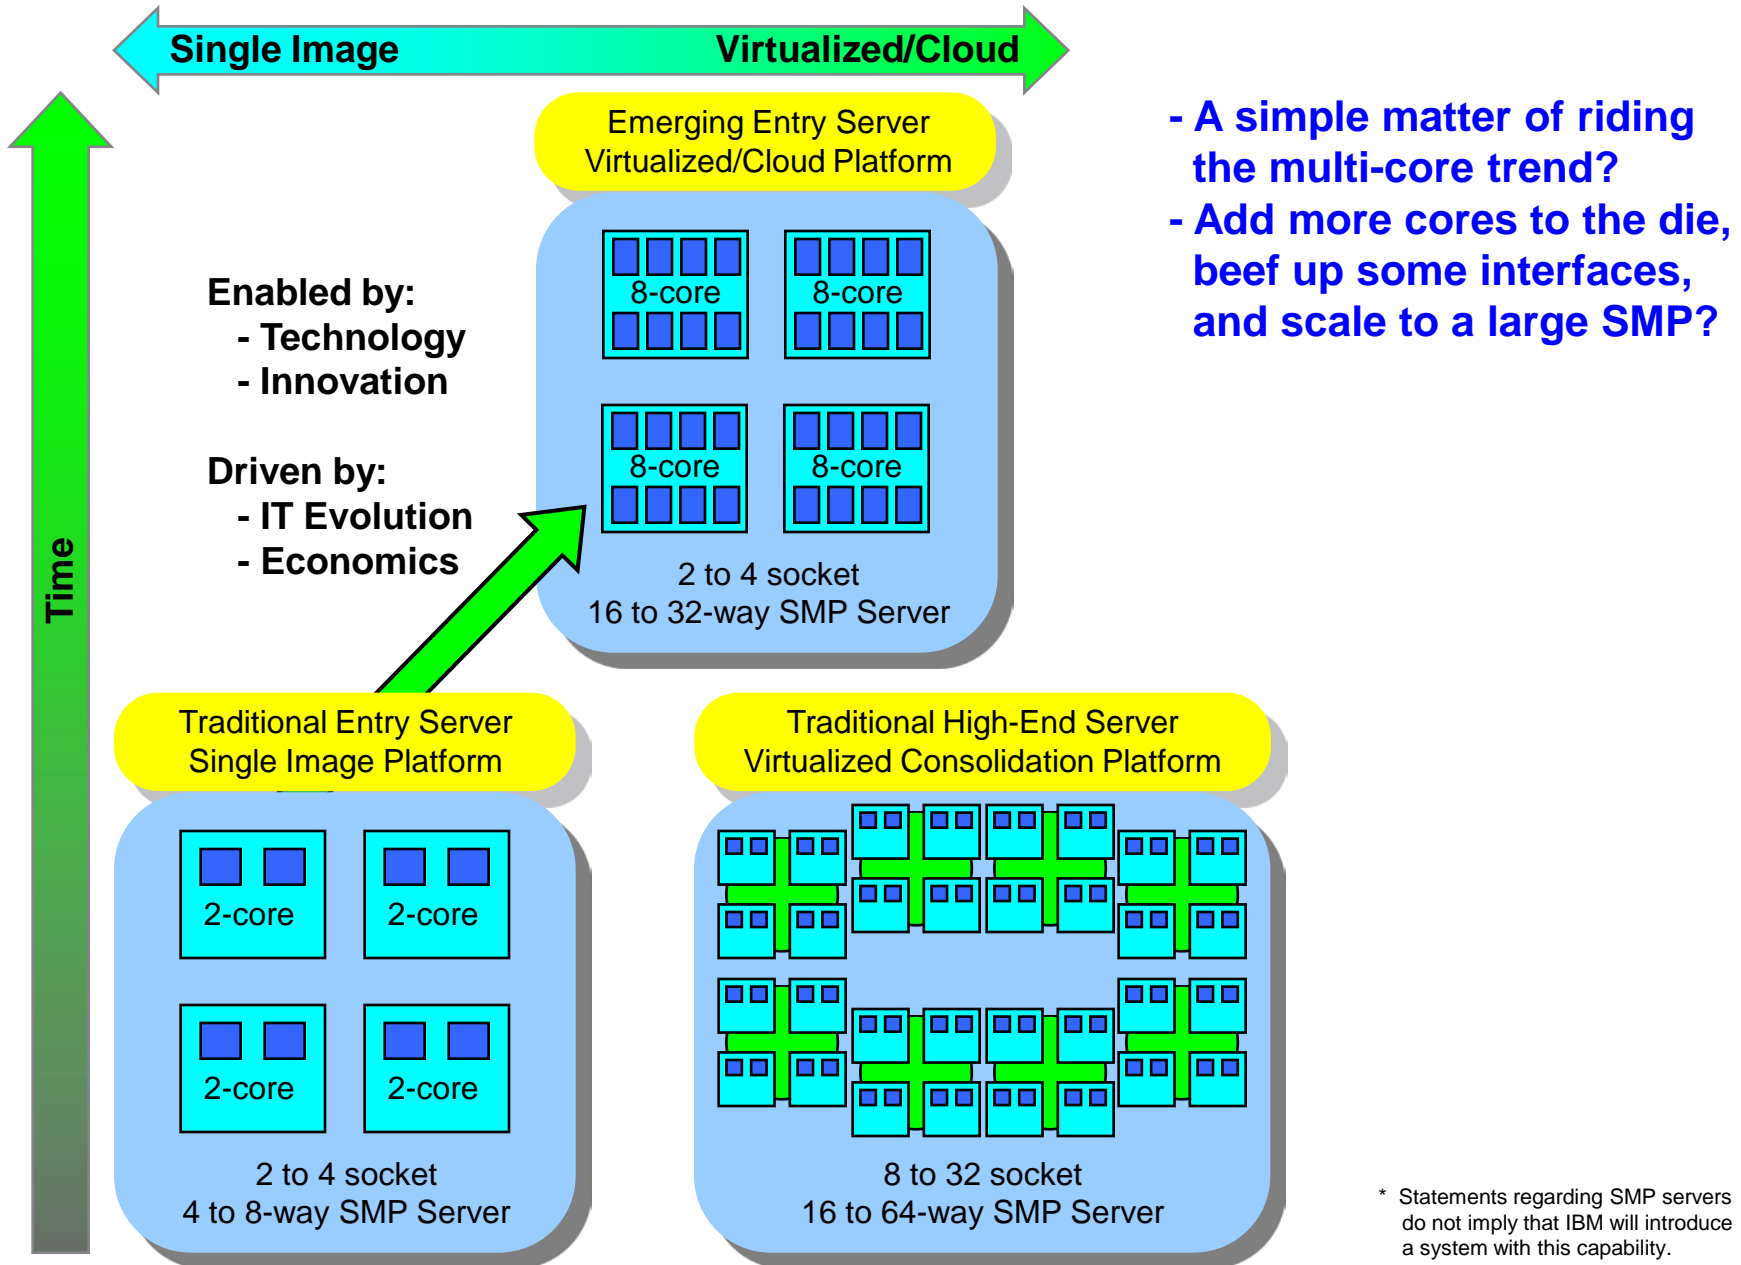 Single Image
Virtualized/Cloud
Time
Emerging Entry Server
Virtualized/Cloud Platform
- A simple matter of riding
the multi-core trend?
- Add more cores to the die,
beef up some interfaces,
and scale to a large SMP?
Enabled by:
- Technology
- Innovation
Driven by:
- IT Evolution
- Economics
8-core
8-core
8-core
8-core
2 to 4 socket
16 to 32-way SMP Server
Traditional Entry Server
Single Image Platform
2-core
2-core
2-core
2-core
2 to 4 socket
4 to 8-way SMP Server
Traditional High-End Server
Virtualized Consolidation Platform
8 to 32 socket
16 to 64-way SMP Server
* Statements regarding SMP servers
do not imply that IBM will introduce
a system with this capability.